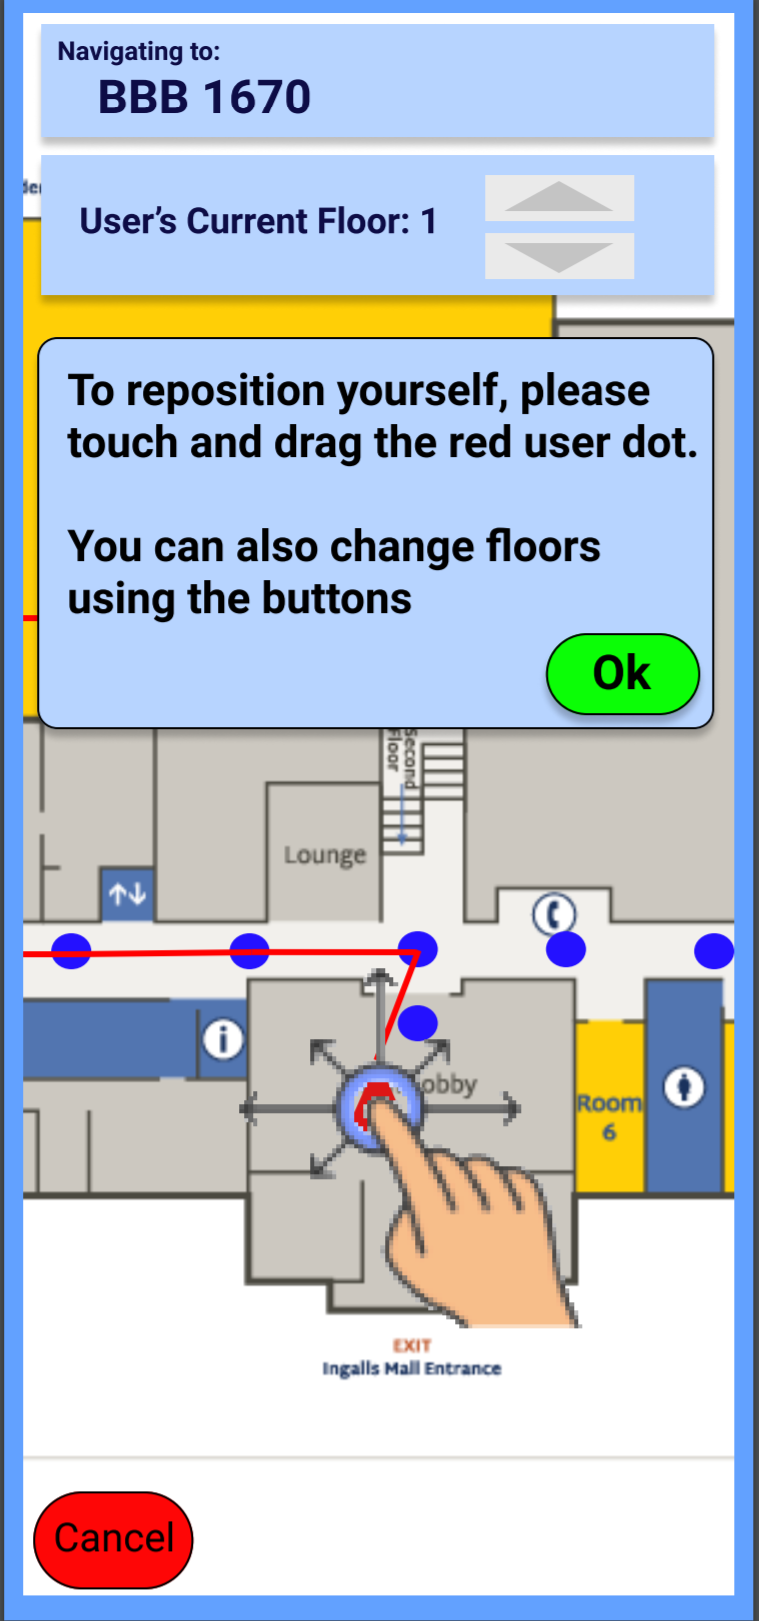 Navigating to:
BBB 1670
User’s Current Floor: 1
To reposition yourself, please
touch and drag the red user dot.
You can also change floors
using the buttons
Ok
Second
Floor
Lounge
i
obby
Room
6
EXIT
Ingalls Mall Entrance
Cancel